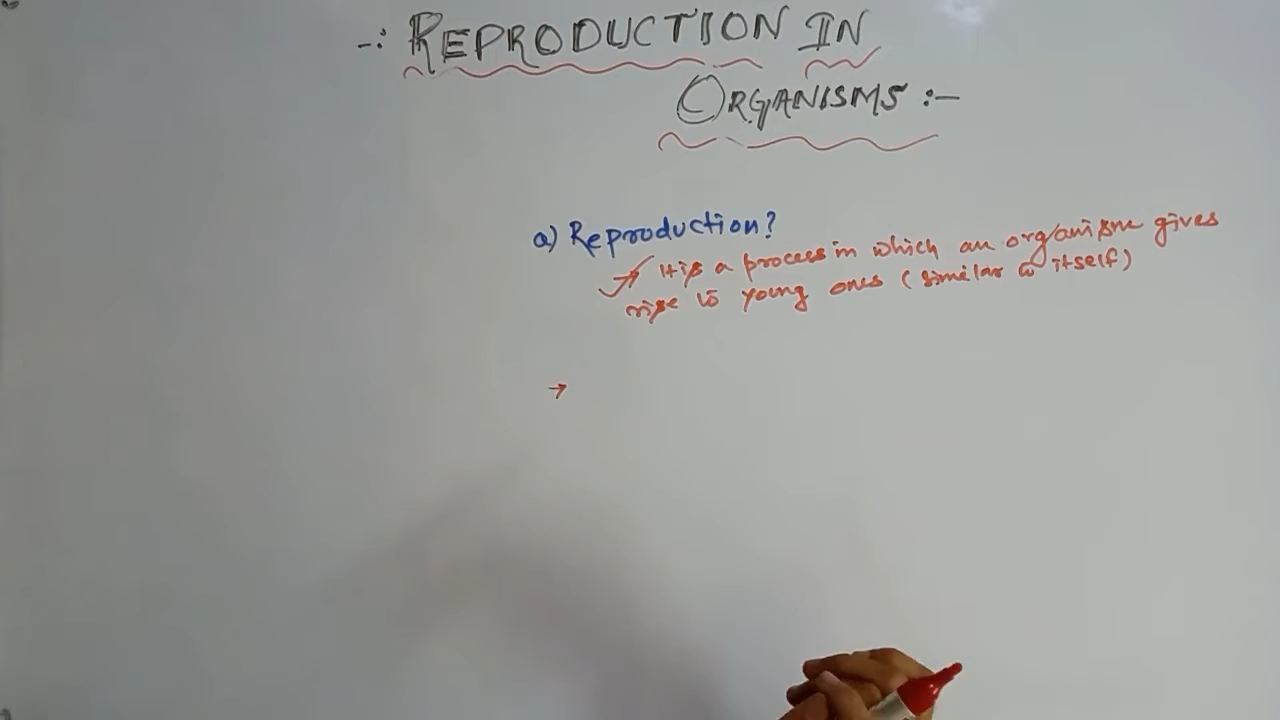 -: REPRODUCTION IN
ORGANISMS :-
a) Reproduction?
→ It is a process in which an organism gives
rise to young ones (similar to itself)
→